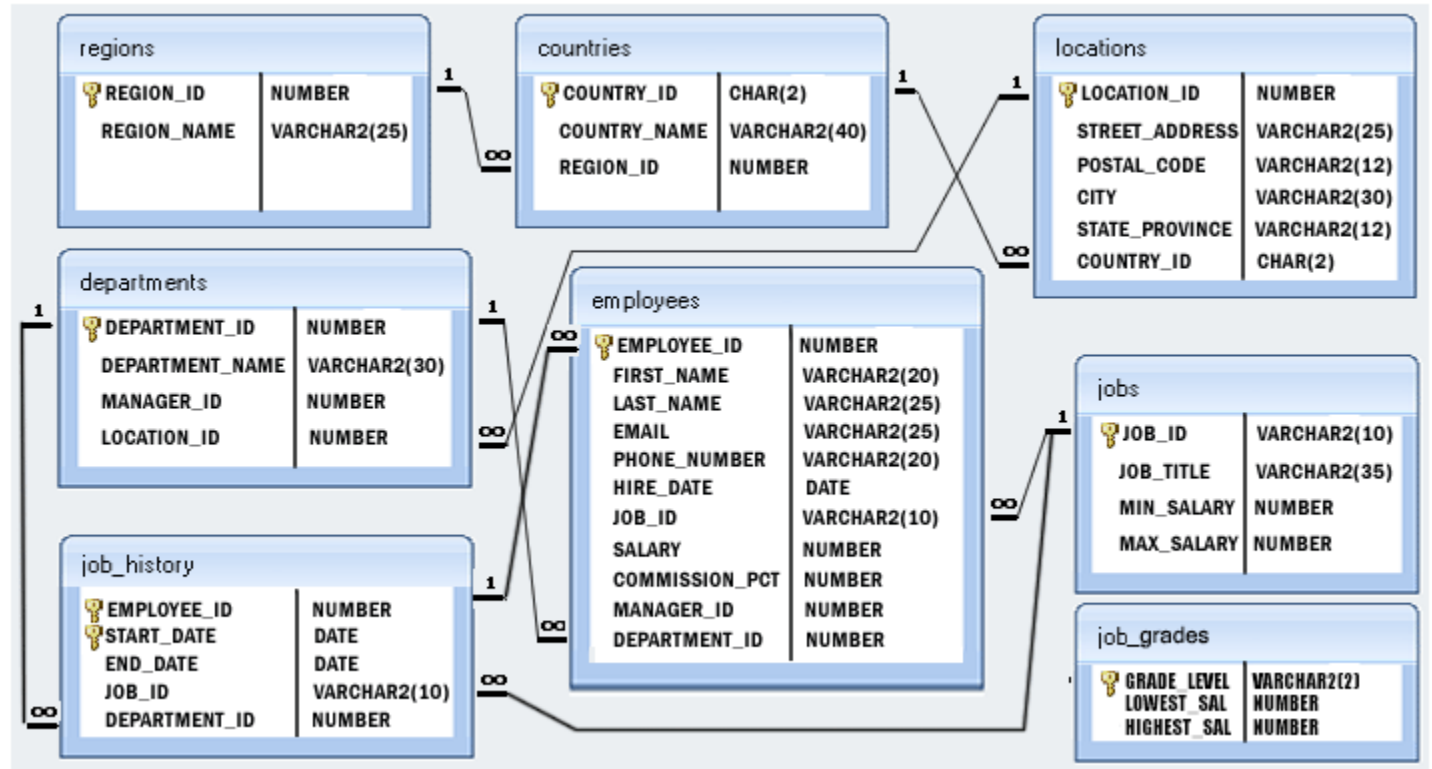 regions
REGION_ID NUMBER
REGION_NAME VARCHAR2(25)
1
∞
countries
COUNTRY_ID CHAR(2)
COUNTRY_NAME VARCHAR2(40)
REGION_ID NUMBER
1
∞
locations
LOCATION_ID NUMBER
STREET_ADDRESS VARCHAR2(25)
POSTAL_CODE VARCHAR2(12)
CITY VARCHAR2(30)
STATE_PROVINCE VARCHAR2(12)
COUNTRY_ID CHAR(2)
1
∞
departments
DEPARTMENT_ID NUMBER
DEPARTMENT_NAME VARCHAR2(30)
MANAGER_ID NUMBER
LOCATION_ID NUMBER
1
1
∞
employees
EMPLOYEE_ID NUMBER
FIRST_NAME VARCHAR2(20)
LAST_NAME VARCHAR2(25)
EMAIL VARCHAR2(25)
PHONE_NUMBER VARCHAR2(20)
HIRE_DATE DATE
JOB_ID VARCHAR2(10)
SALARY NUMBER
COMMISSION_PCT NUMBER
MANAGER_ID NUMBER
DEPARTMENT_ID NUMBER
∞
∞
jobs
JOB_ID VARCHAR2(10)
JOB_TITLE VARCHAR2(35)
MIN_SALARY NUMBER
MAX_SALARY NUMBER
1
job_history
EMPLOYEE_ID NUMBER
START_DATE DATE
END_DATE DATE
JOB_ID VARCHAR2(10)
DEPARTMENT_ID NUMBER
1
∞
∞
job_grades
GRADE_LEVEL VARCHAR2(2)
LOWEST_SAL NUMBER
HIGHEST_SAL NUMBER